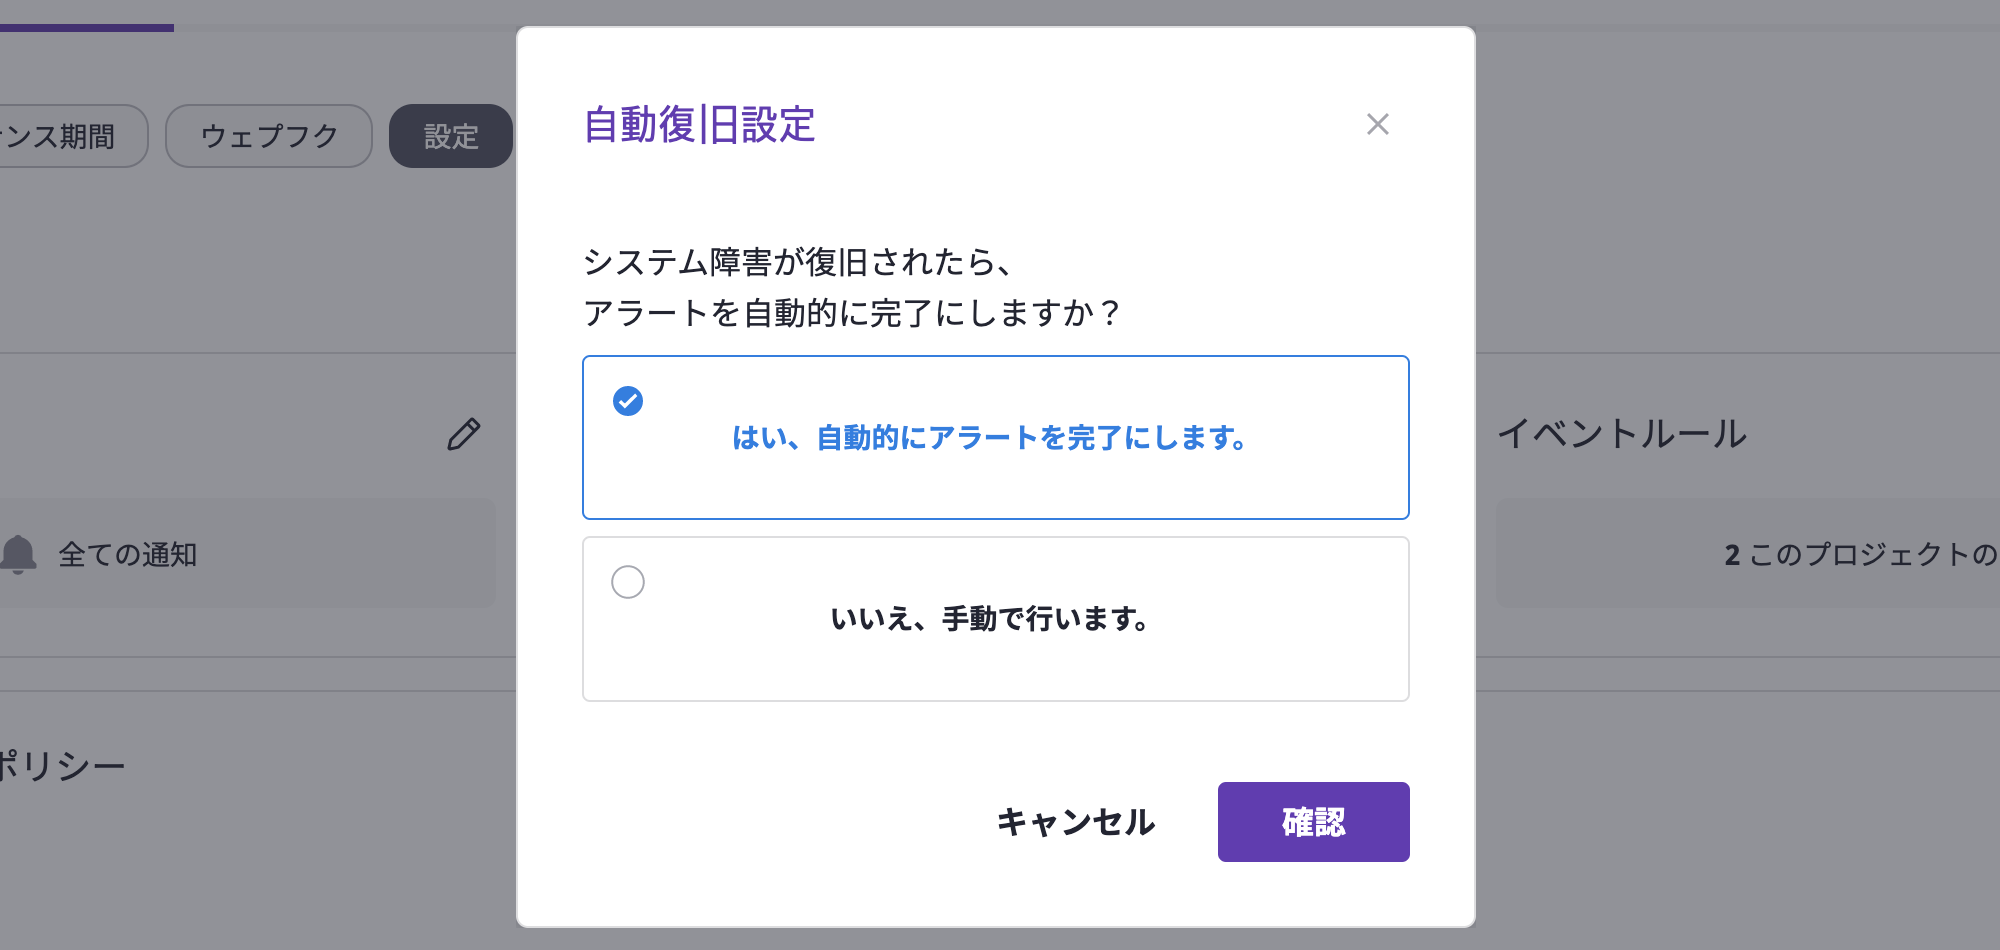 ンス期間
ウェプフク
設定
自動復旧設定
システム障害が復旧されたら、
アラートを自動的に完了にしますか？
はい、自動的にアラートを完了にします。
いいえ、手動で行います。
キャンセル
確認
全ての通知
イベントルール
2 このプロジェクトの
ポリシー